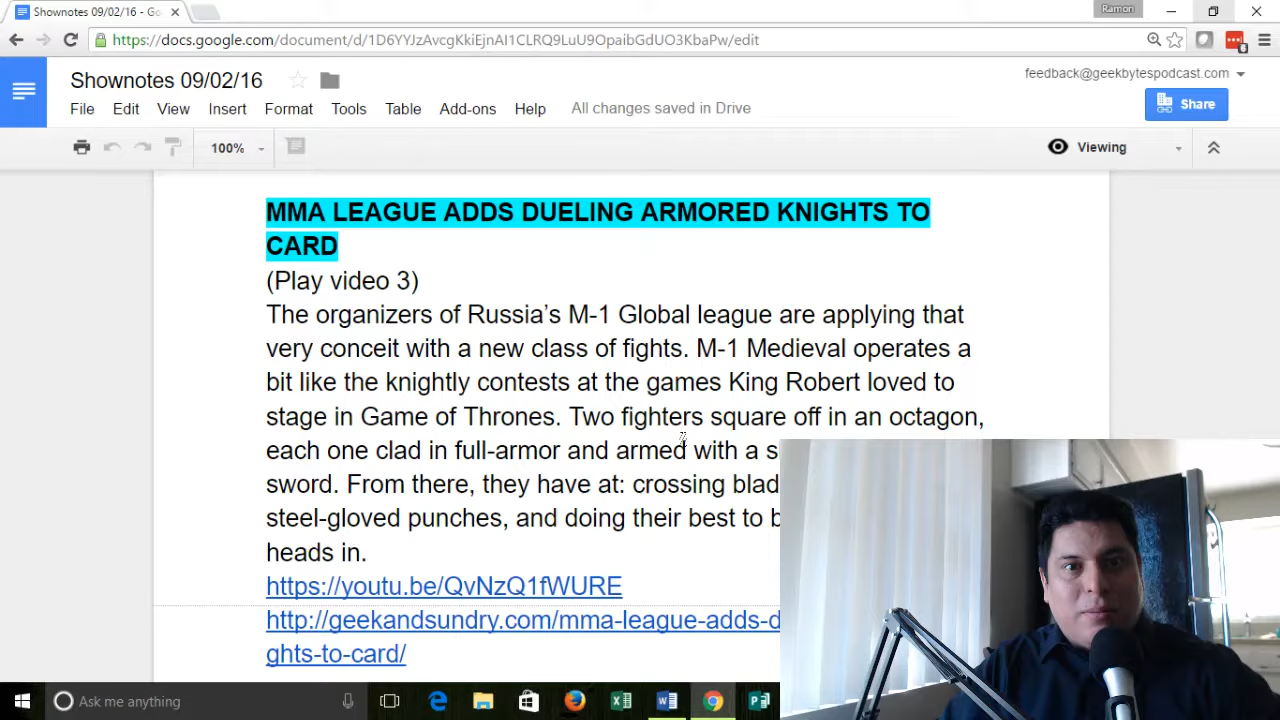 Shownotes 09/02/16 - Go
Ramon
https://docs.google.com/document/d/1D6YYJzAvcgKkiEjnAI1CLRQ9LuU9OpaibGdUO3KbaPw/edit
Shownotes 09/02/16
feedback@geekbytespodcast.com
File Edit View Insert Format Tools Table Add-ons Help All changes saved in Drive
Share
100%
Viewing
MMA LEAGUE ADDS DUELING ARMORED KNIGHTS TO
CARD
(Play video 3)
The organizers of Russia’s M-1 Global league are applying that
very conceit with a new class of fights. M-1 Medieval operates a
bit like the knightly contests at the games King Robert loved to
stage in Game of Thrones. Two fighters square off in an octagon,
each one clad in full-armor and armed with a s
sword. From there, they have at: crossing blad
steel-gloved punches, and doing their best to b
heads in.
https://youtu.be/QvNzQ1fWURE
http://geekandsundry.com/mma-league-adds-d
ghts-to-card/
Ask me anything